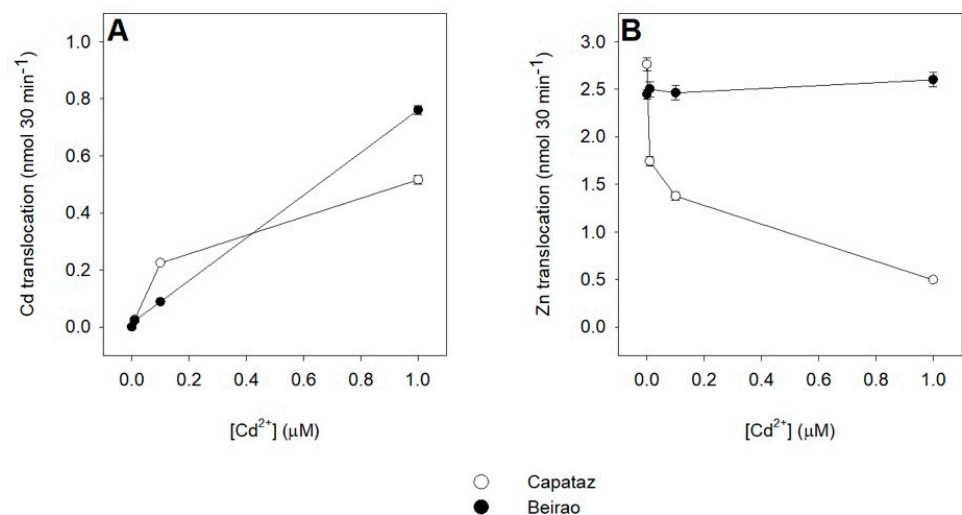 A
B
Cd translocation (nmol 30 min⁻¹)
1.0
0.8
0.6
0.4
0.2
0.0
0.0 0.2 0.4 0.6 0.8 1.0
[Cd²⁺] (μM)
Zn translocation (nmol 30 min⁻¹)
3.0
2.5
2.0
1.5
1.0
0.5
0.0
0.0 0.2 0.4 0.6 0.8 1.0
[Cd²⁺] (μM)
Capataz
Beirao